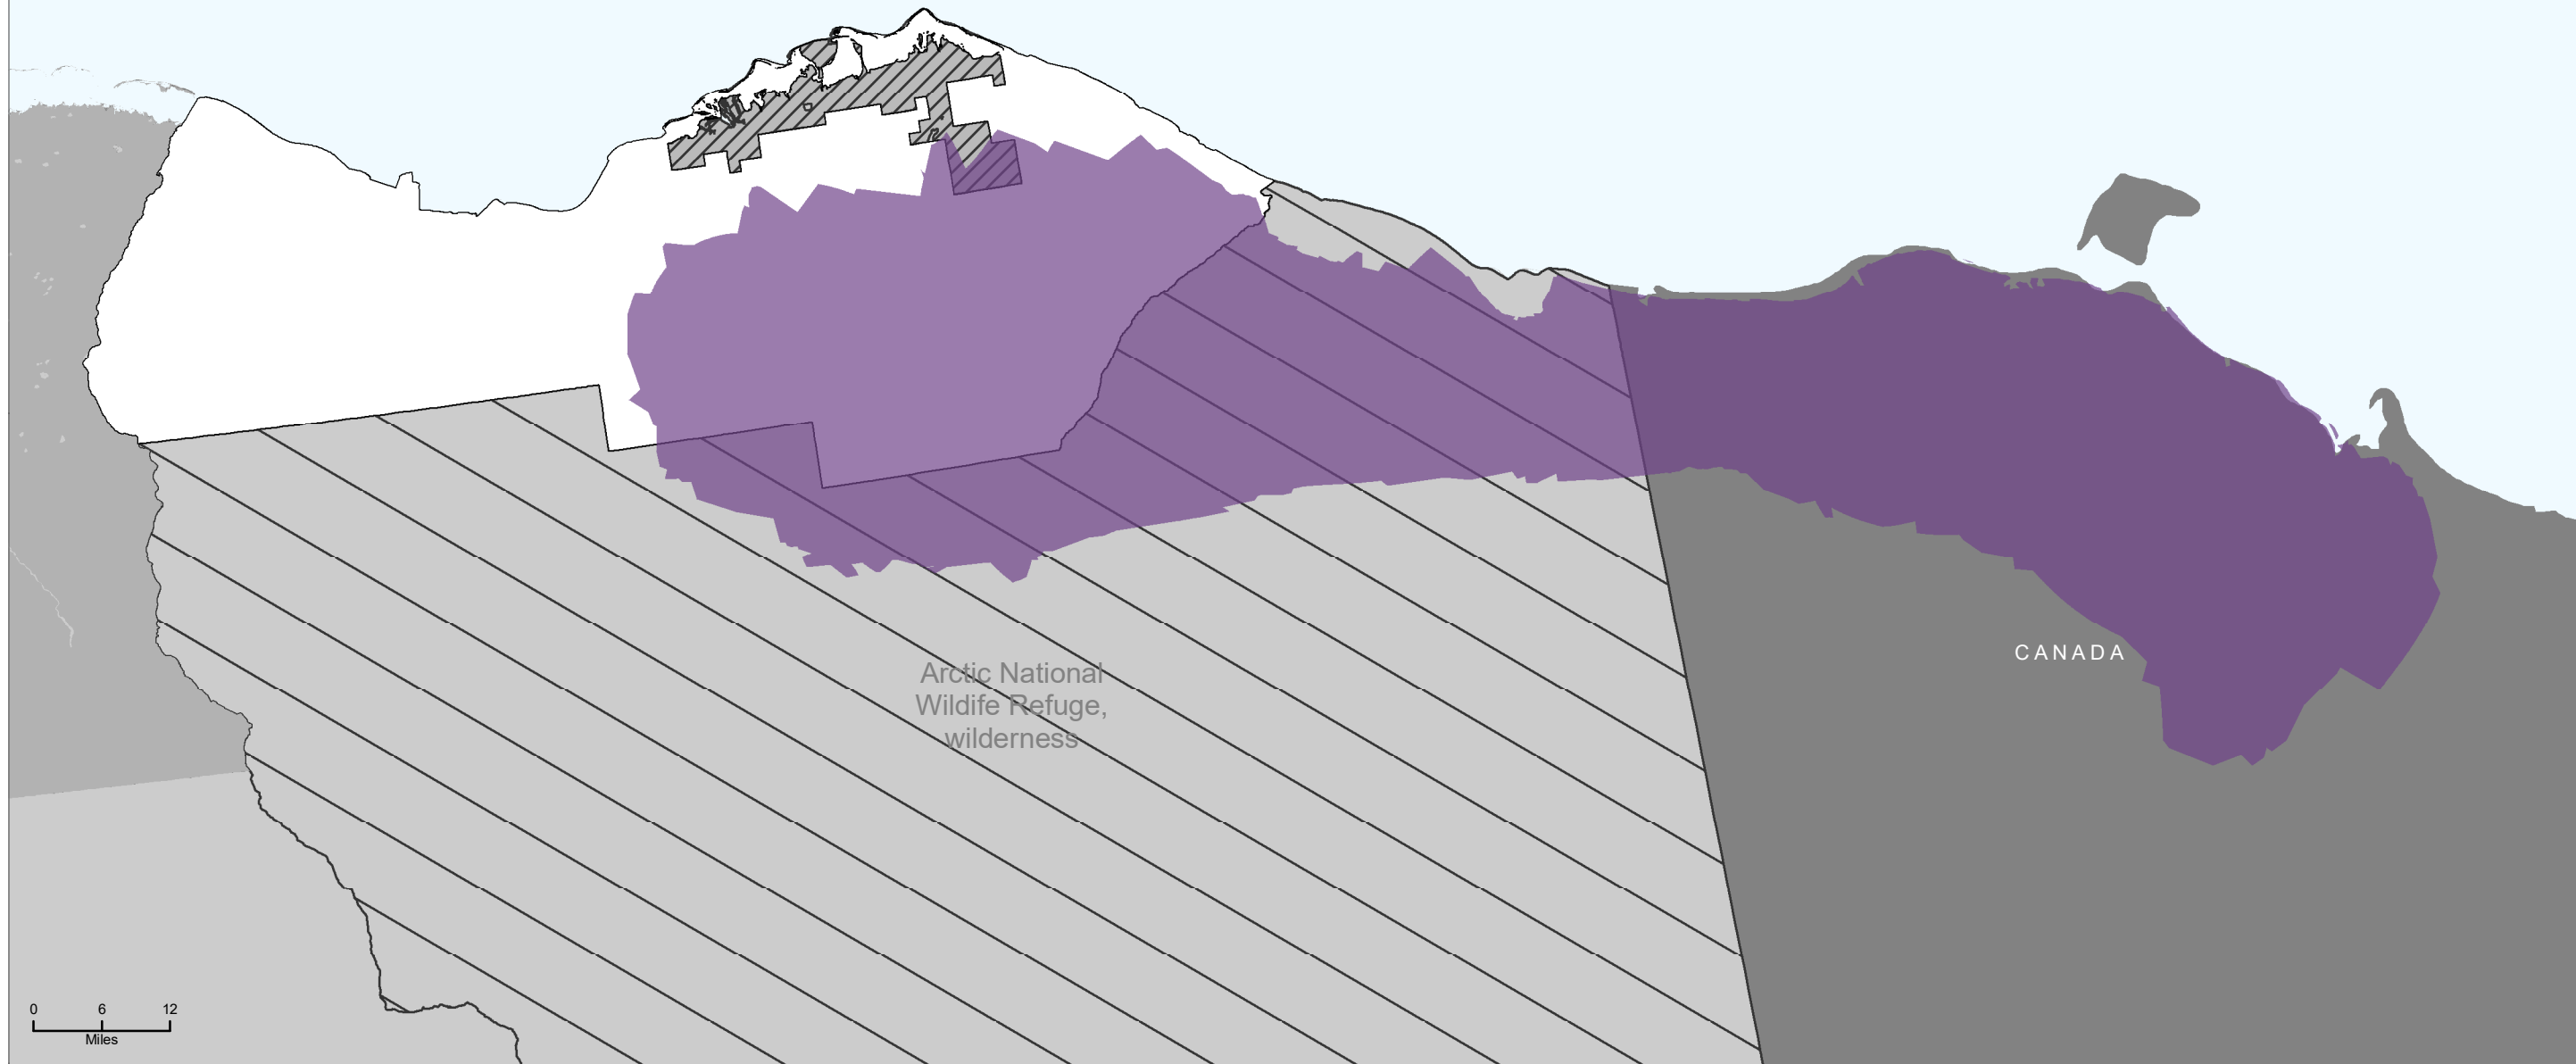 Arctic National
Wildife Refuge,
wilderness
CANADA
0 6 12
Miles